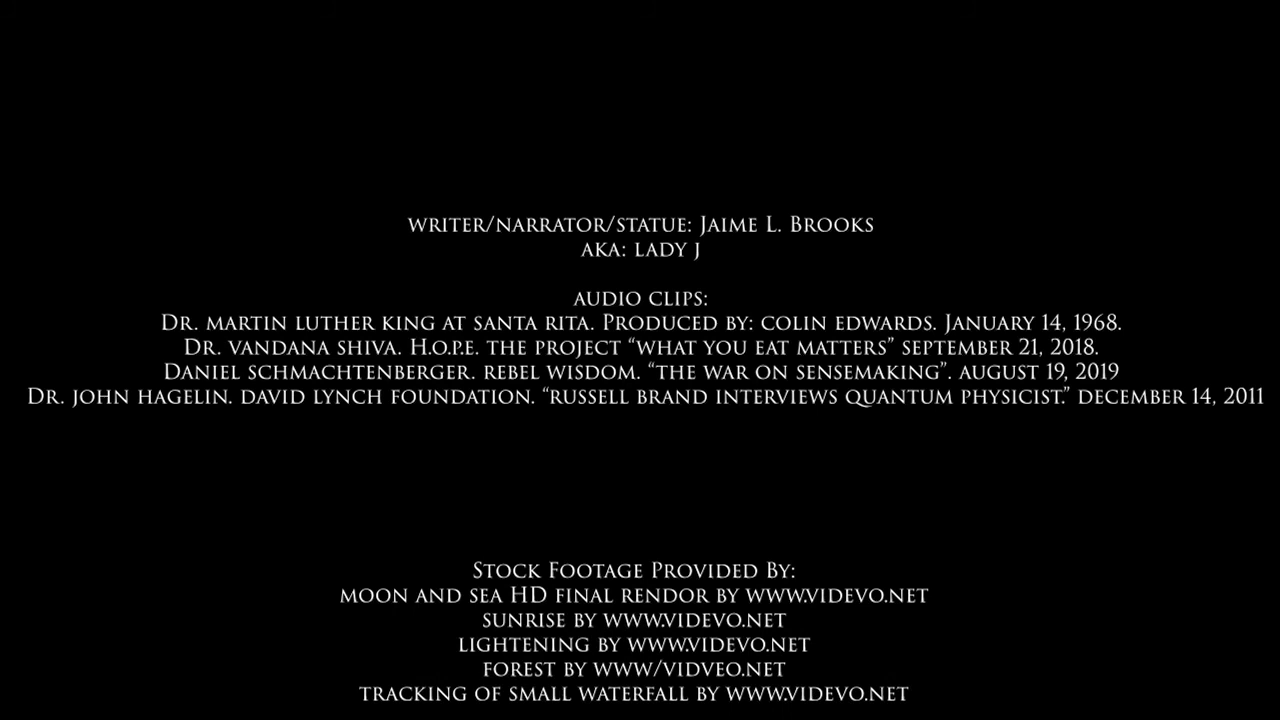 writer/narrator/statue: Jaime L. Brooks
aka: lady j
audio clips:
Dr. martin luther king at santa rita. Produced by: colin edwards. January 14, 1968.
Dr. vandana shiva. H.o.p.e. the project “what you eat matters” september 21, 2018.
Daniel schmachtenberger. rebel wisdom. “the war on sensemaking”. august 19, 2019
Dr. john hagelin. david lynch foundation. “russell brand interviews quantum physicist.” december 14, 2011
Stock Footage Provided By:
moon and sea HD final rendor by www.videvo.net
sunrise by www.videvo.net
lightening by www.videvo.net
forest by www/vidveo.net
tracking of small waterfall by www.videvo.net